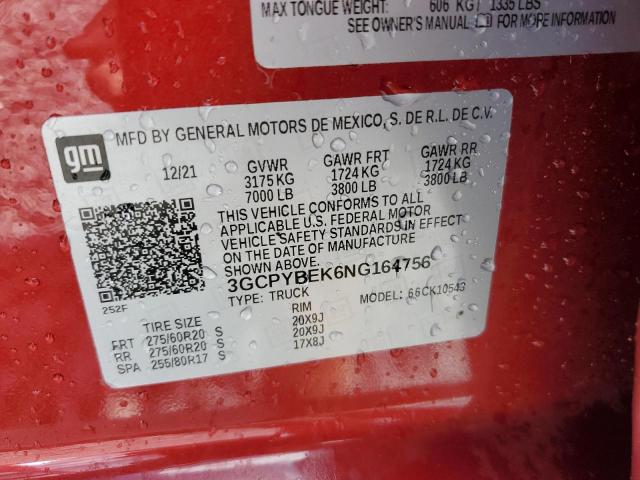 MAX TONGUE WEIGHT: 606 KG / 1335 LBS
SEE OWNER'S MANUAL FOR MORE INFORMATION
gm
MFD BY GENERAL MOTORS DE MEXICO, S. DE R.L. DE C.V.
12/21 GVWR GAWR FRT GAWR RR
3175 KG 1724 KG 1724 KG
7000 LB 3800 LB 3800 LB
THIS VEHICLE CONFORMS TO ALL
APPLICABLE U.S. FEDERAL MOTOR
VEHICLE SAFETY STANDARDS IN EFFECT
ON THE DATE OF MANUFACTURE
SHOWN ABOVE.
3GCPYBEK6NG164756
TYPE: TRUCK MODEL: 66CK10543
252F
TIRE SIZE RIM
FRT 275/60R20 S 20X9J
RR 275/60R20 S 20X9J
SPA 255/80R17 S 17X8J